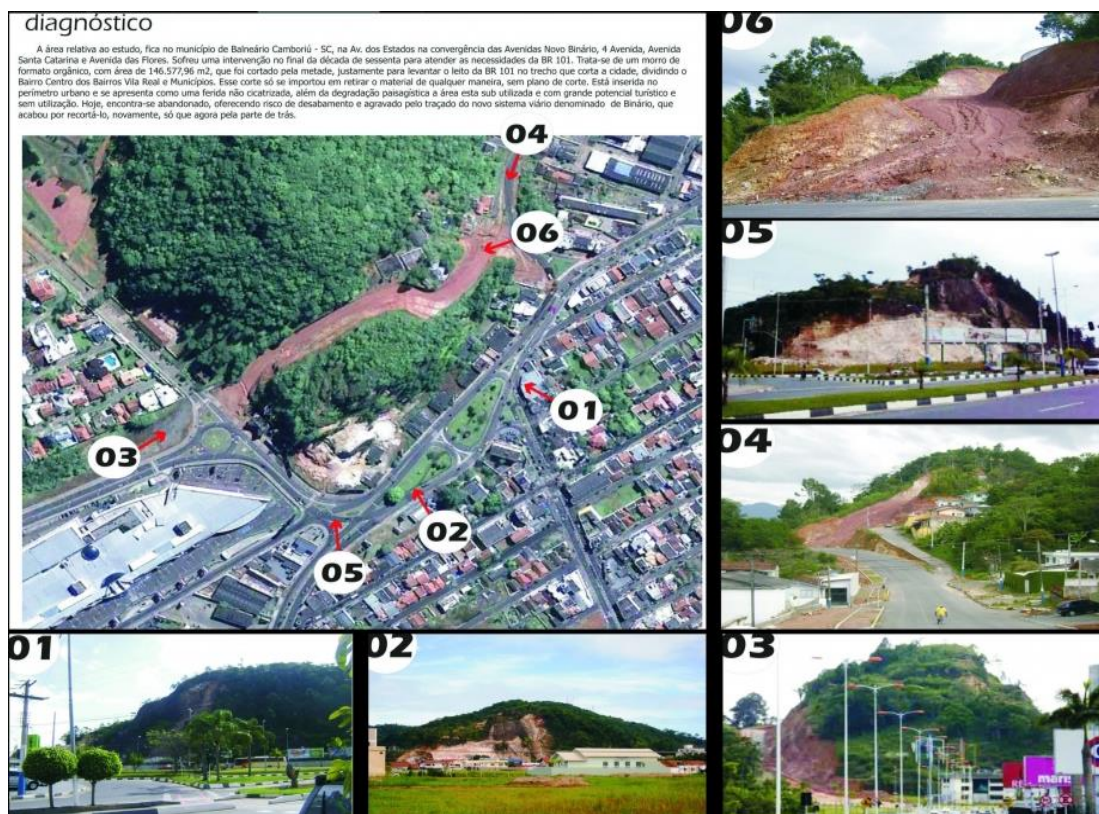 diagnóstico
A área relativa ao estudo, fica no município de Balneário Camboriú - SC, na Av. dos Estados na convergência das Avenidas Novo Binário, 4 Avenida, Avenida
Santa Catarina e Avenida das Flores. Sofreu uma intervenção no final da década de sessenta para atender as necessidades da BR 101. Trata-se de um morro de
formato orgânico, com área de 146.577,96 m2, que foi cortado pela metade, justamente para levantar o leito da BR 101 no trecho que corta a cidade, dividindo o
Bairro Centro dos Bairros Vila Real e Municípios. Esse corte só se importou em retirar o material de qualquer maneira, sem plano de corte. Está inserida no
perímetro urbano e se apresenta como uma ferida não cicatrizada, além da degradação paisagística a área esta sub utilizada e com grande potencial turístico e
sem utilização. Hoje, encontra-se abandonado, oferecendo risco de desabamento e agravado pelo traçado do novo sistema viário denominado de Binário, que
acabou por recortá-lo, novamente, só que agora pela parte de trás.
04
06
01
03
02
05
06
05
04
01
02
03